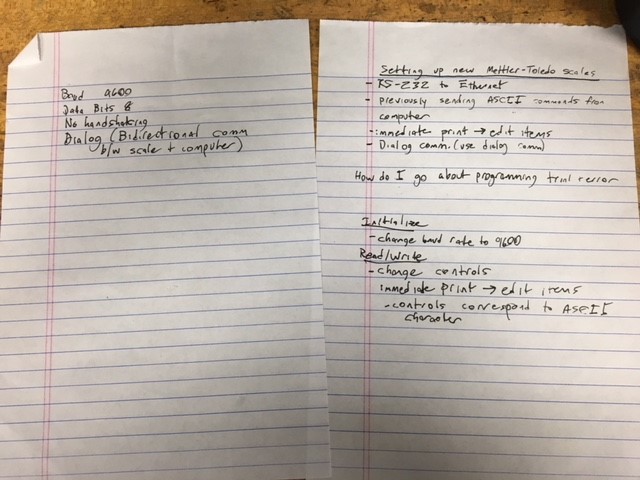 Baud 9600
Data Bits 8
No handshaking
Dialog (Bidirectional comm
b/w scale + computer)
Setting up new Mettler-Toledo scales
- RS-232 to Ethernet
- previously sending ASCII commands from
computer
- immediate print → edit items
- Dialog comm. (use dialog comm)
How do I go about programming trial + error
Initialize
- change baud rate to 9600
Read/Write
- change controls
immediate print → edit items
- controls correspond to ASCII
character